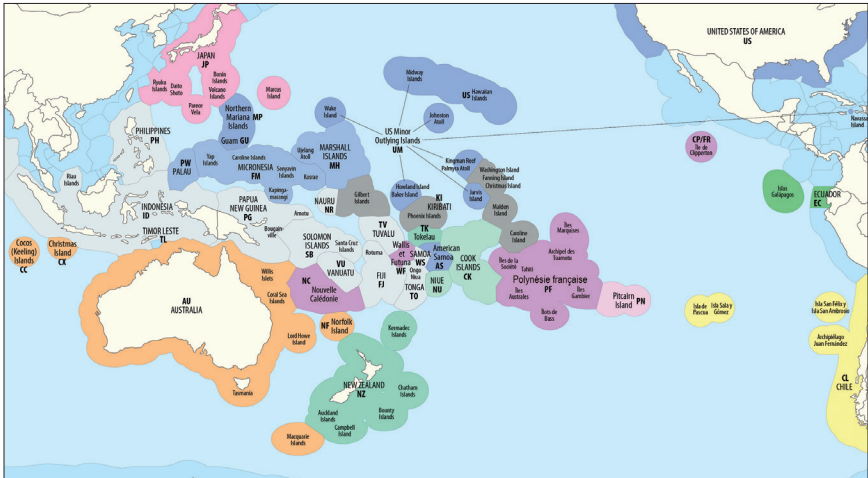 UNITED STATES OF AMERICA
US
JAPAN
JP
Ryuku
Islands
Daito
Shoto
Bonin
Islands
Volcano
Islands
Parece
Vela
Marcus
Island
Midway
Islands
US Hawaiian
Islands
Wake
Island
Johnston
Atoll
US Minor
Outlying Islands
UM
Navassa
Island
Northern
Mariana
Islands
MP
Guam GU
PHILIPPINES
PH
PW
PALAU
Yap
Islands
Caroline Islands
MICRONESIA
FM
Senyavin
Islands
Kosrae
Kapinga-
marangi
Ujelang
Atoll
MARSHALL
ISLANDS
MH
Kingman Reef
Palmyra Atoll
Washington Island
Fanning Island
Christmas Island
Howland Island
Baker Island
Jarvis
Island
CP/FR
Île de
Clipperton
Islas
Galápagos
ECUADOR
EC
Riau
Islands
INDONESIA
ID
TIMOR LESTE
TL
PAPUA
NEW GUINEA
PG
Bougain-
ville
NAURU
NR
Gilbert
Islands
KI
KIRIBATI
Phoenix Islands
Malden
Island
Caroline
Island
Îles
Marquises
Cocos
(Keeling)
Islands
CC
Christmas
Island
CX
SOLOMON
ISLANDS
SB
Santa Cruz
Islands
TV
TUVALU
TK
Tokelau
Rotuma
Wallis
et
Futuna
WF
SAMOA
WS
American
Samoa
AS
COOK
ISLANDS
CK
Îles de
la Société
Tahiti
Archipel des
Tuamotu
Polynésie française
PF
Îles
Australes
Îles
Gambier
Îlots de
Bass
Pitcairn
Island
PN
VU
VANUATU
FIJI
FJ
TONGA
TO
NIUE
NU
NC
Nouvelle
Calédonie
Willis
Islets
Coral Sea
Islands
AU
AUSTRALIA
Lord Howe
Island
NF Norfolk
Island
Kermadec
Islands
Tasmania
NEW ZEALAND
NZ
Chatham
Islands
Bounty
Islands
Auckland
Islands
Campbell
Island
Macquarie
Islands
Isla de
Pascua
Isla Sala y
Gómez
Isla San Félix y
Isla San Ambrosio
Archipiélago
Juan Fernández
CL
CHILE